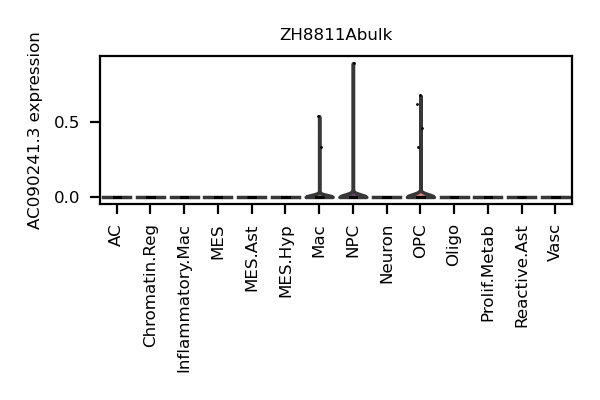 ZH8811Abulk
AC090241.3 expression
0.5
0.0
AC
Chromatin.Reg
Inflammatory.Mac
MES
MES.Ast
MES.Hyp
Mac
NPC
Neuron
OPC
Oligo
Prolif.Metab
Reactive.Ast
Vasc